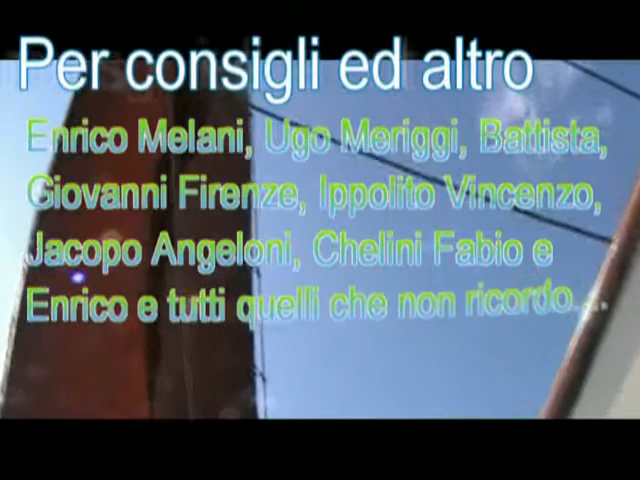 Per consigli ed altro
Enrico Melani, Ugo Meriggi, Battista,
Giovanni Firenze, Ippolito Vincenzo,
Jacopo Angeloni, Chelini Fabio e
Enrico e tutti quelli che non ricordo....